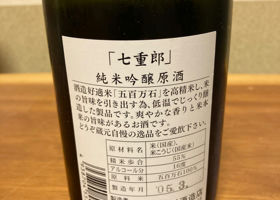 「七重郎」
純米吟醸原酒
酒造好適米「五百万石」を高精米し、米
の旨味を引き出す為、低温でじっくり醸
造した製品です。爽やかな香りと米本
来の旨味があるお酒です。
どうぞ蔵元自慢の逸品をご愛飲下さい。
原材料名 米(国産)、米こうじ(国産米)
精米歩合 55%
アルコール分 16度
原料米 五百万石100%
製造年月 '05.3.
酒造店